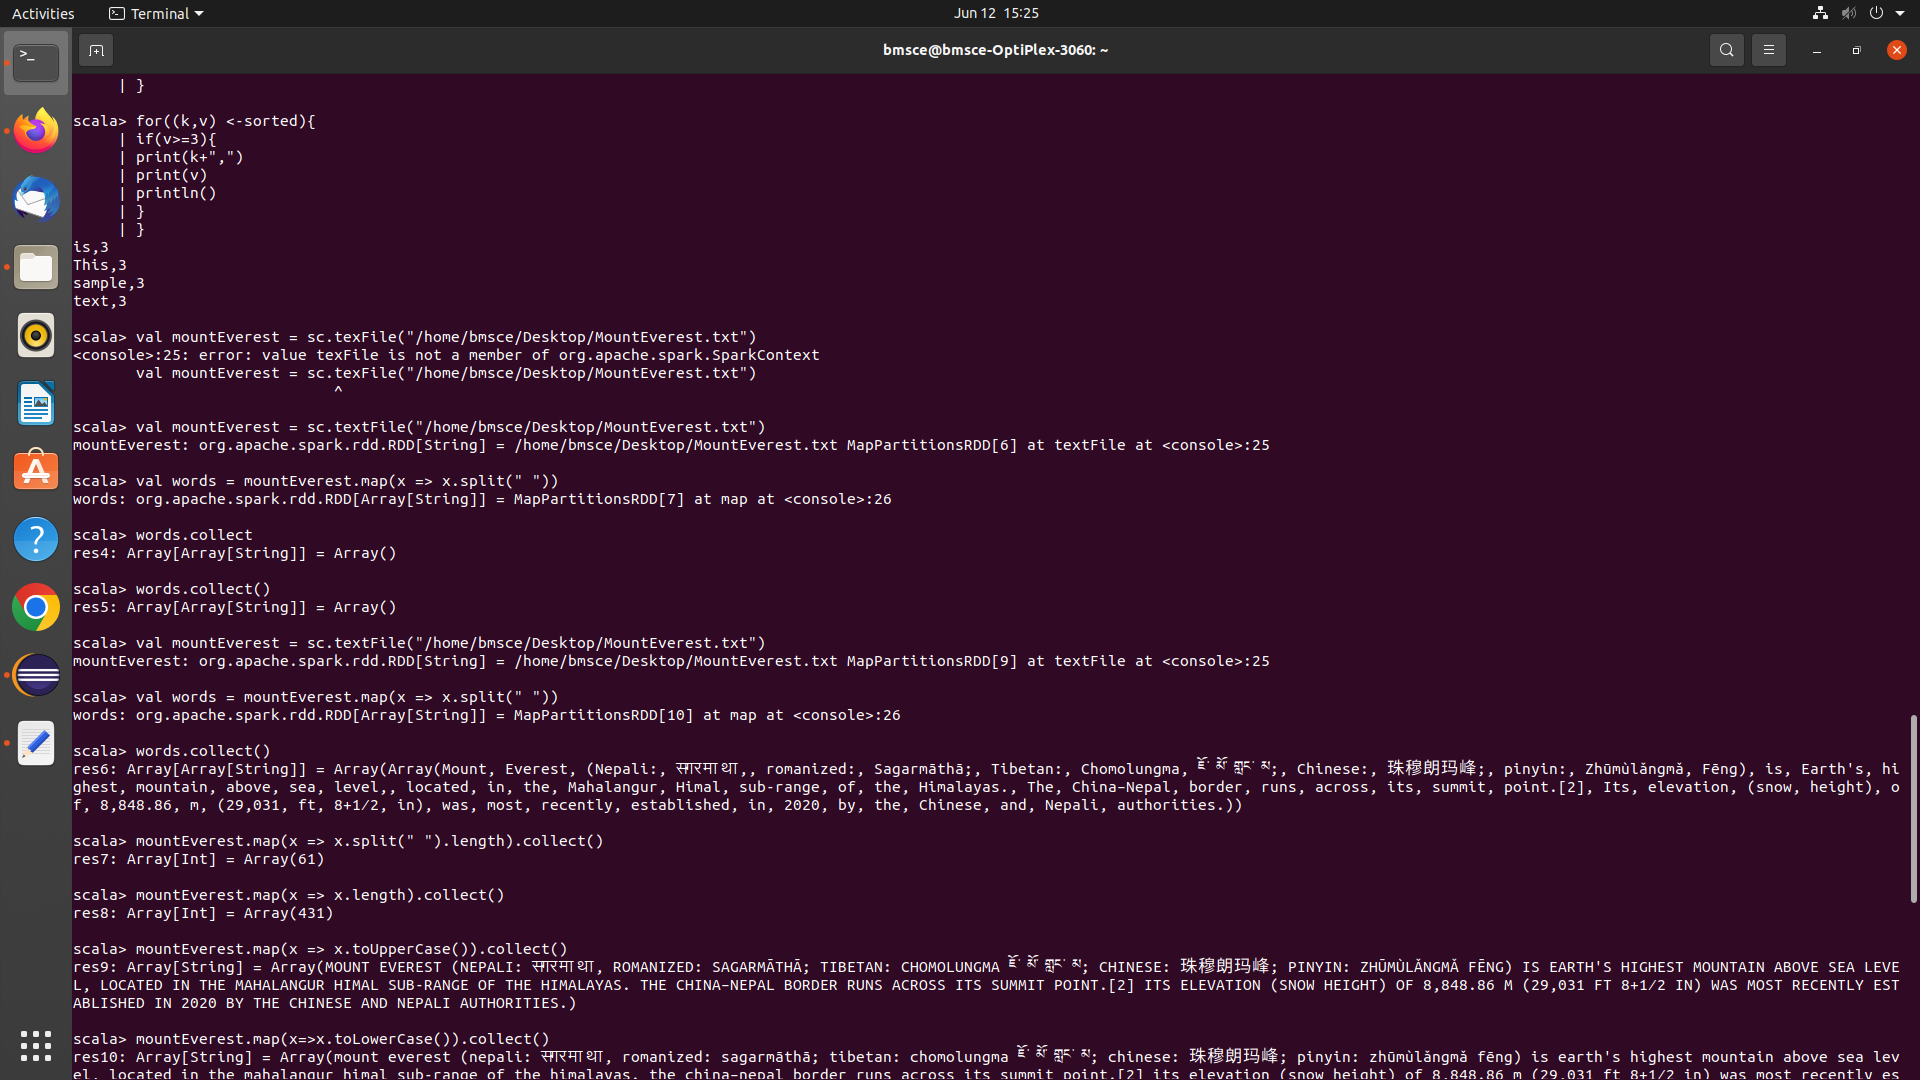 Activities
Terminal
Jun 12 15:25
bmsce@bmsce-OptiPlex-3060: ~
| }
scala> for((k,v) <-sorted){
| if(v>=3){
| print(k+",")
| print(v)
| println()
| }
| }
is,3
This,3
sample,3
text,3
scala> val mountEverest = sc.texFile("/home/bmsce/Desktop/MountEverest.txt")
<console>:25: error: value texFile is not a member of org.apache.spark.SparkContext
val mountEverest = sc.texFile("/home/bmsce/Desktop/MountEverest.txt")
^
scala> val mountEverest = sc.textFile("/home/bmsce/Desktop/MountEverest.txt")
mountEverest: org.apache.spark.rdd.RDD[String] = /home/bmsce/Desktop/MountEverest.txt MapPartitionsRDD[6] at textFile at <console>:25
scala> val words = mountEverest.map(x => x.split(" "))
words: org.apache.spark.rdd.RDD[Array[String]] = MapPartitionsRDD[7] at map at <console>:26
scala> words.collect
res4: Array[Array[String]] = Array()
scala> words.collect()
res5: Array[Array[String]] = Array()
scala> val mountEverest = sc.textFile("/home/bmsce/Desktop/MountEverest.txt")
mountEverest: org.apache.spark.rdd.RDD[String] = /home/bmsce/Desktop/MountEverest.txt MapPartitionsRDD[9] at textFile at <console>:25
scala> val words = mountEverest.map(x => x.split(" "))
words: org.apache.spark.rdd.RDD[Array[String]] = MapPartitionsRDD[10] at map at <console>:26
scala> words.collect()
res6: Array[Array[String]] = Array(Array(Mount, Everest, (Nepali:, सगरमाथा,, romanized:, Sagarmāthā;, Tibetan:, Chomolungma, ཇོ་མོ་གླང་མ;, Chinese:, 珠穆朗玛峰;, pinyin:, Zhūmùlǎngmǎ, Fēng), is, Earth's, hi
ghest, mountain, above, sea, level,, located, in, the, Mahalangur, Himal, sub-range, of, the, Himalayas., The, China–Nepal, border, runs, across, its, summit, point.[2], Its, elevation, (snow, height), o
f, 8,848.86, m, (29,031, ft, 8+1/2, in), was, most, recently, established, in, 2020, by, the, Chinese, and, Nepali, authorities.))
scala> mountEverest.map(x => x.split(" ").length).collect()
res7: Array[Int] = Array(61)
scala> mountEverest.map(x => x.length).collect()
res8: Array[Int] = Array(431)
scala> mountEverest.map(x => x.toUpperCase()).collect()
res9: Array[String] = Array(MOUNT EVEREST (NEPALI: सगरमाथा, ROMANIZED: SAGARMĀTHĀ; TIBETAN: CHOMOLUNGMA ཇོ་མོ་གླང་མ; CHINESE: 珠穆朗玛峰; PINYIN: ZHŪMÙLǍNGMǍ FĒNG) IS EARTH'S HIGHEST MOUNTAIN ABOVE SEA LEVE
L, LOCATED IN THE MAHALANGUR HIMAL SUB-RANGE OF THE HIMALAYAS. THE CHINA–NEPAL BORDER RUNS ACROSS ITS SUMMIT POINT.[2] ITS ELEVATION (SNOW HEIGHT) OF 8,848.86 M (29,031 FT 8+1/2 IN) WAS MOST RECENTLY EST
ABLISHED IN 2020 BY THE CHINESE AND NEPALI AUTHORITIES.)
scala> mountEverest.map(x=>x.toLowerCase()).collect()
res10: Array[String] = Array(mount everest (nepali: सगरमाथा, romanized: sagarmāthā; tibetan: chomolungma ཇོ་མོ་གླང་མ; chinese: 珠穆朗玛峰; pinyin: zhūmùlǎngmǎ fēng) is earth's highest mountain above sea lev
el, located in the mahalangur himal sub-range of the himalayas. the china–nepal border runs across its summit point.[2] its elevation (snow height) of 8,848.86 m (29,031 ft 8+1/2 in) was most recently es